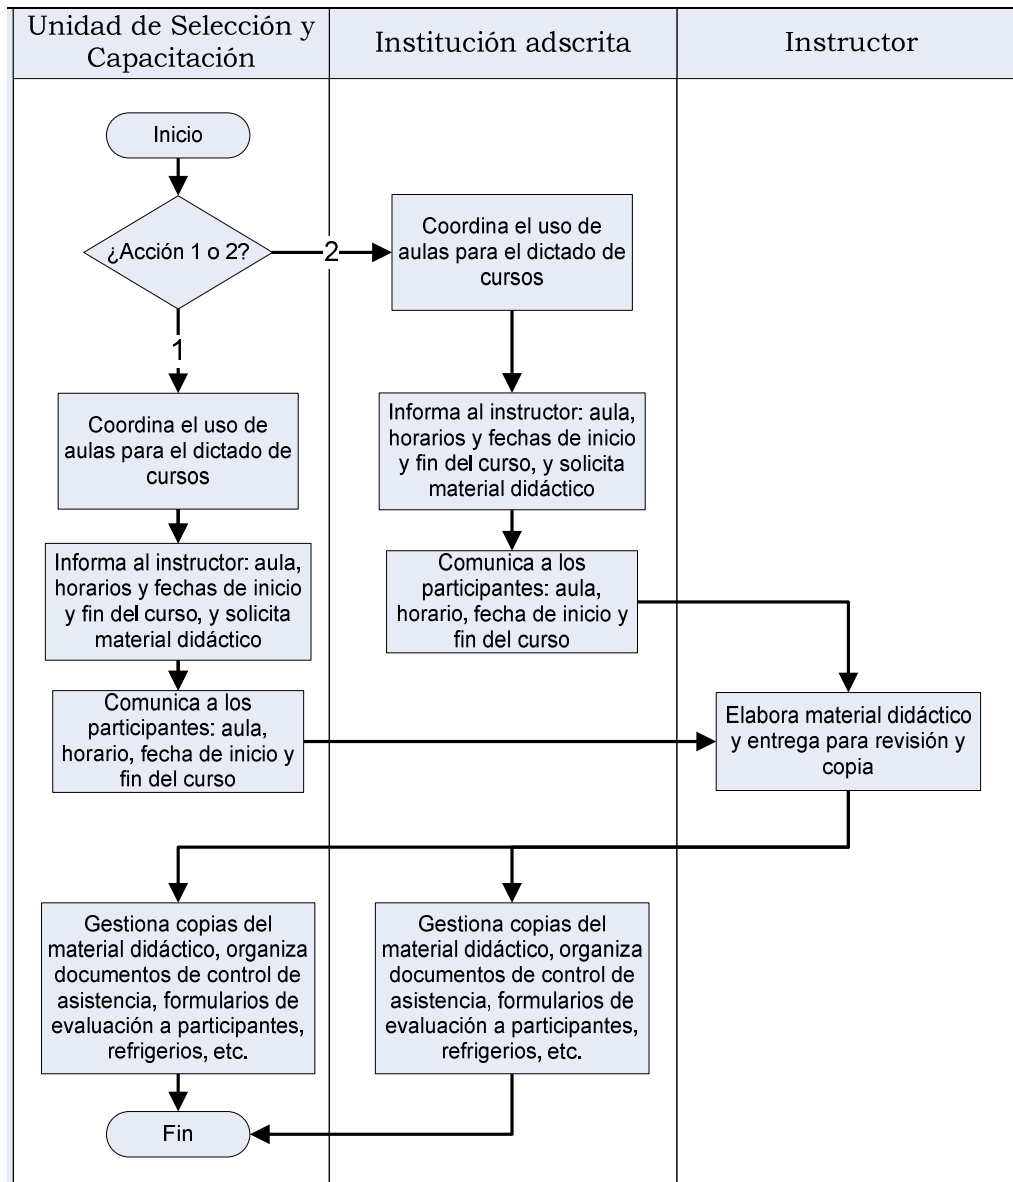 Unidad de Selección y
Capacitación
Institución adscrita
Instructor
Inicio
¿Acción 1 o 2?
2
Coordina el uso de
aulas para el dictado de
cursos
1
Coordina el uso de
aulas para el dictado de
cursos
Informa al instructor: aula,
horarios y fechas de inicio
y fin del curso, y solicita
material didáctico
Informa al instructor: aula,
horarios y fechas de inicio
y fin del curso, y solicita
material didáctico
Comunica a los
participantes: aula,
horario, fecha de inicio y
fin del curso
Comunica a los
participantes: aula,
horario, fecha de inicio y
fin del curso
Elabora material didáctico
y entrega para revisión y
copia
Gestiona copias del
material didáctico, organiza
documentos de control de
asistencia, formularios de
evaluación a participantes,
refrigerios, etc.
Gestiona copias del
material didáctico, organiza
documentos de control de
asistencia, formularios de
evaluación a participantes,
refrigerios, etc.
Fin